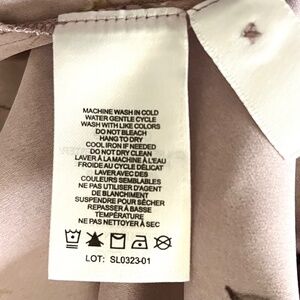 MACHINE WASH IN COLD
WATER GENTLE CYCLE
WASH WITH LIKE COLORS
DO NOT BLEACH
HANG TO DRY
COOL IRON IF NEEDED
DO NOT DRY CLEAN
LAVER À LA MACHINE À L'EAU
FROIDE AU CYCLE DÉLICAT
LAVER AVEC DES
COULEURS SEMBLABLES
NE PAS UTILISER D'AGENT
DE BLANCHIMENT
SUSPENDRE POUR SÉCHER
REPASSER À BASSE
TEMPÉRATURE
NE PAS NETTOYER À SEC
LOT: SL0323-01